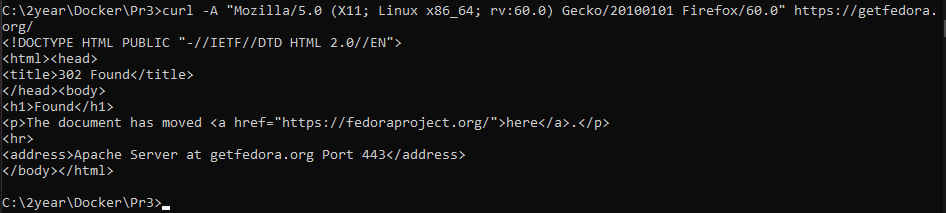 C:\2year\Docker\Pr3>curl -A "Mozilla/5.0 (X11; Linux x86_64; rv:60.0) Gecko/20100101 Firefox/60.0" https://getfedora.
org/
<!DOCTYPE HTML PUBLIC "-//IETF//DTD HTML 2.0//EN">
<html><head>
<title>302 Found</title>
</head><body>
<h1>Found</h1>
<p>The document has moved <a href="https://fedoraproject.org/">here</a>.</p>
<hr>
<address>Apache Server at getfedora.org Port 443</address>
</body></html>
C:\2year\Docker\Pr3>